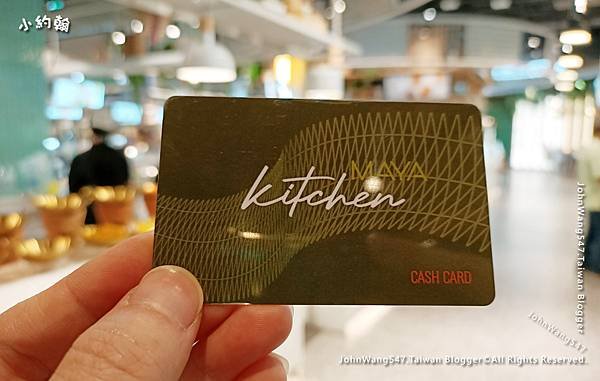 小約翰
MAYA
kitchen
CASH CARD
JohnWang547.Taiwan Blogger
JohnWang547
JohnWang547.Taiwan Blogger©All Rights Reserved.